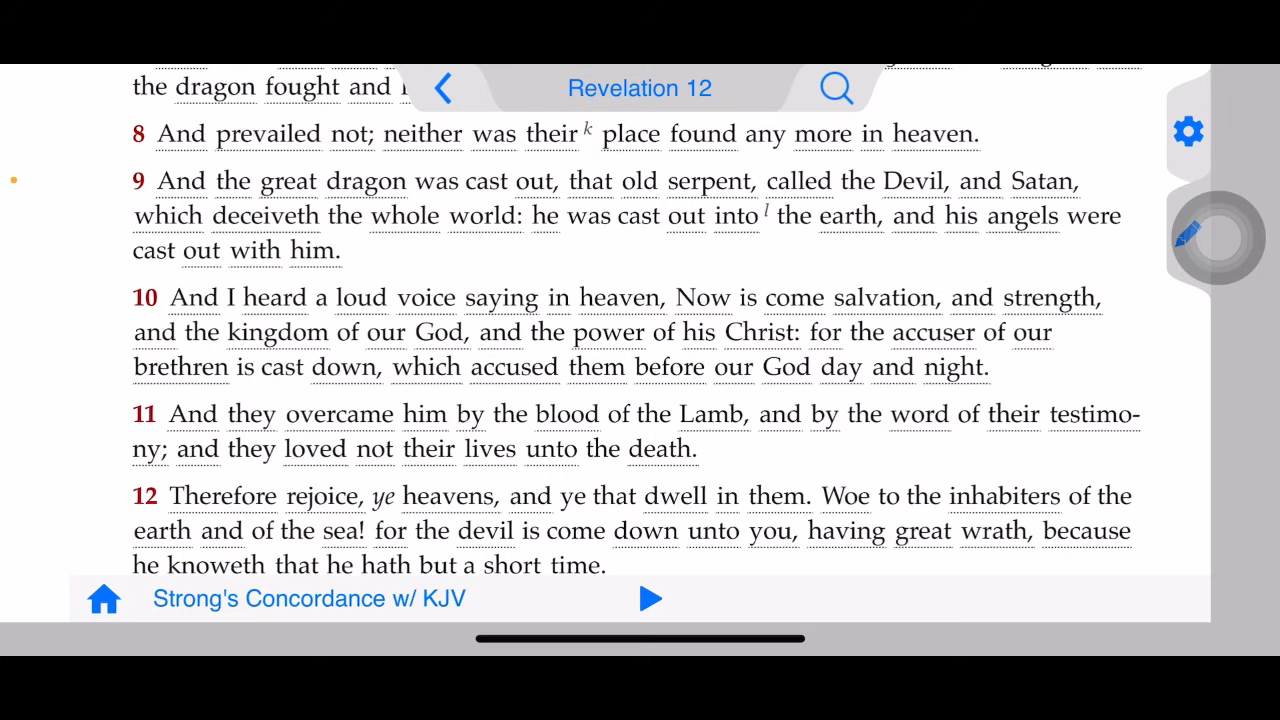 the dragon fought and
Revelation 12
8 And prevailed not; neither was their k place found any more in heaven.
9 And the great dragon was cast out, that old serpent, called the Devil, and Satan,
which deceiveth the whole world: he was cast out into l the earth, and his angels were
cast out with him.
10 And I heard a loud voice saying in heaven, Now is come salvation, and strength,
and the kingdom of our God, and the power of his Christ: for the accuser of our
brethren is cast down, which accused them before our God day and night.
11 And they overcame him by the blood of the Lamb, and by the word of their testimo-
ny; and they loved not their lives unto the death.
12 Therefore rejoice, ye heavens, and ye that dwell in them. Woe to the inhabiters of the
earth and of the sea! for the devil is come down unto you, having great wrath, because
he knoweth that he hath but a short time.
Strong's Concordance w/ KJV